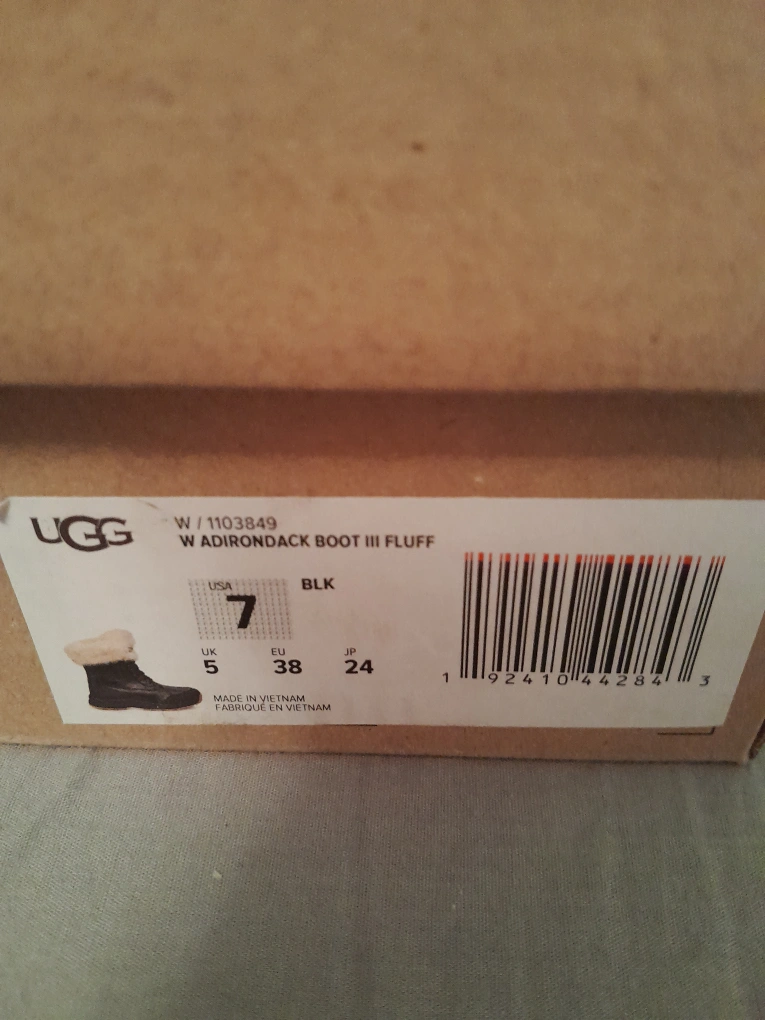 UGG
W / 1103849
W ADIRONDACK BOOT III FLUFF
USA
7
BLK
UK EU JP
5 38 24
MADE IN VIETNAM
FABRIQUÉ EN VIETNAM
1 92410 44284 3